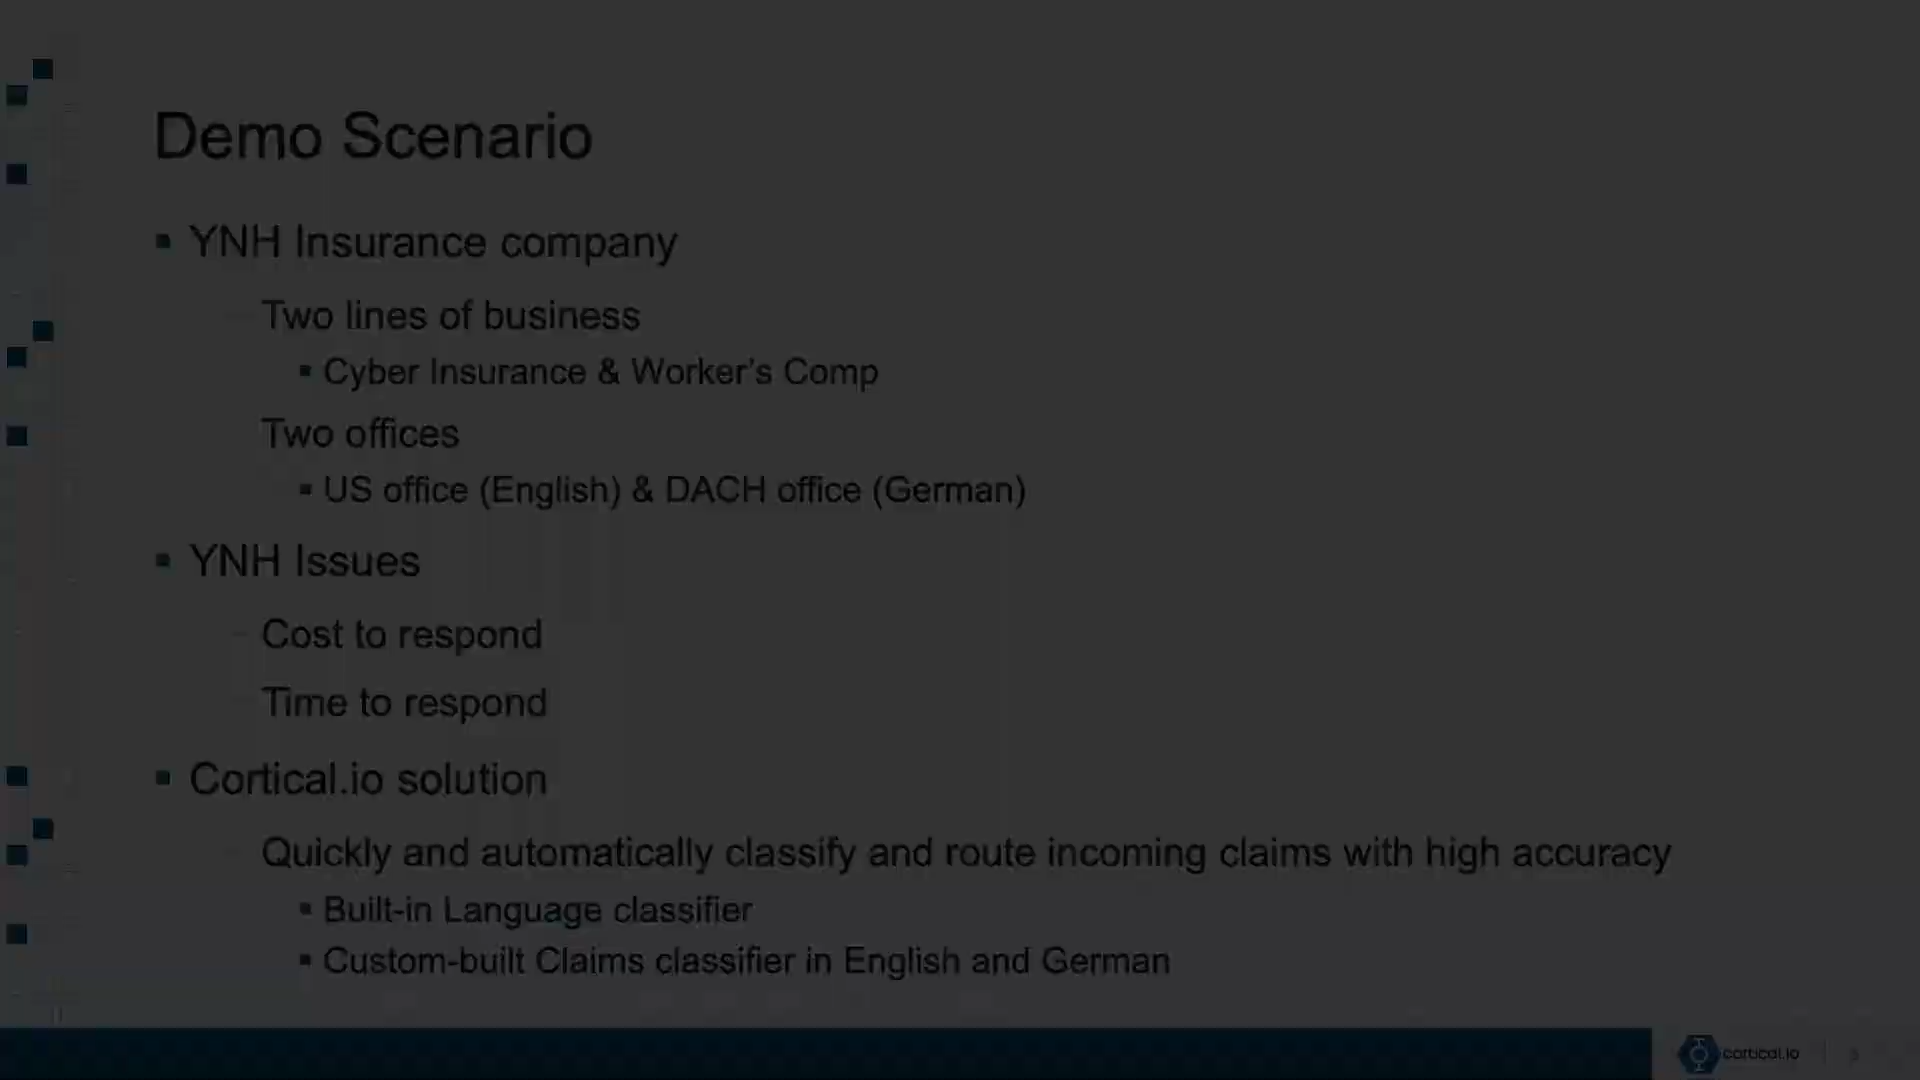 Demo Scenario
▪ YNH Insurance company
– Two lines of business
▪ Cyber Insurance & Worker's Comp
Two offices
▪ US office (English) & DACH office (German)
▪ YNH Issues
– Cost to respond
– Time to respond
▪ Cortical.io solution
– Quickly and automatically classify and route incoming claims with high accuracy
▪ Built-in Language classifier
▪ Custom-built Claims classifier in English and German
cortical.io